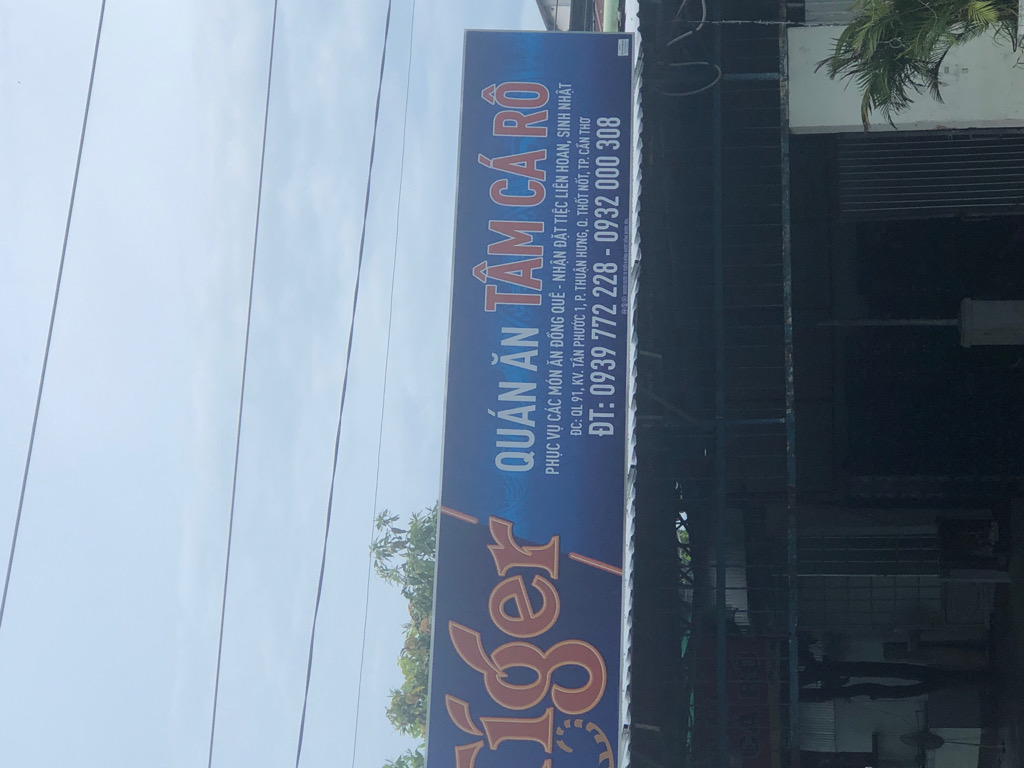 Tiger
QUÁN ĂN TÂM CÁ RÔ
PHỤC VỤ CÁC MÓN ĂN ĐỒNG QUÊ - NHẬN ĐẶT TIỆC LIÊN HOAN, SINH NHẬT
ĐC: QL 91, KV. TÂN PHƯỚC 1, P. THUẬN HƯNG, Q. THỐT NỐT, TP. CẦN THƠ
ĐT: 0939 772 228 - 0932 000 308